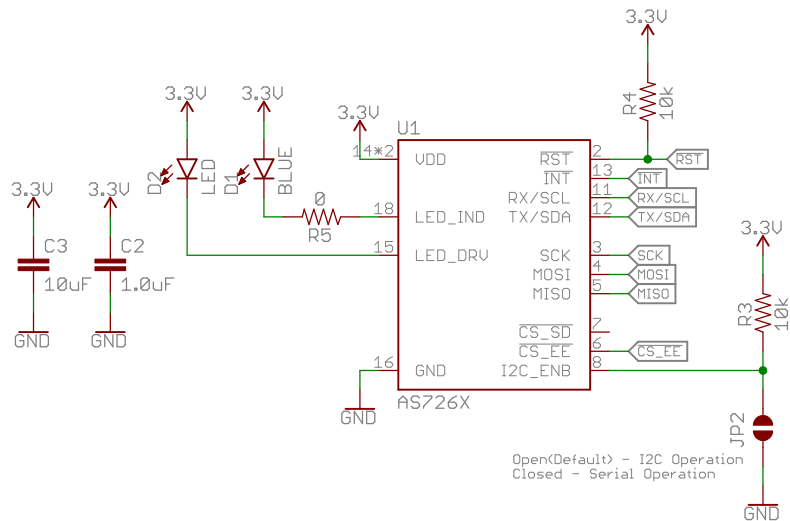 3.3V
R4
10k
3.3V
3.3V
3.3V
U1
14*2
VDD
RST
2
RST
D2
LED
D1
BLUE
INT
13
INT
3.3V
3.3V
0
R5
18
LED_IND
RX/SCL
11
RX/SCL
TX/SDA
12
TX/SDA
3.3V
C3
10uF
C2
1.0uF
15
LED_DRV
SCK
3
SCK
MOSI
4
MOSI
MISO
5
MISO
R3
10k
GND
GND
CS_SD
7
CS_EE
6
CS_EE
16
GND
I2C_ENB
8
GND
AS726X
JP2
Open(Default) - I2C Operation
Closed - Serial Operation
GND